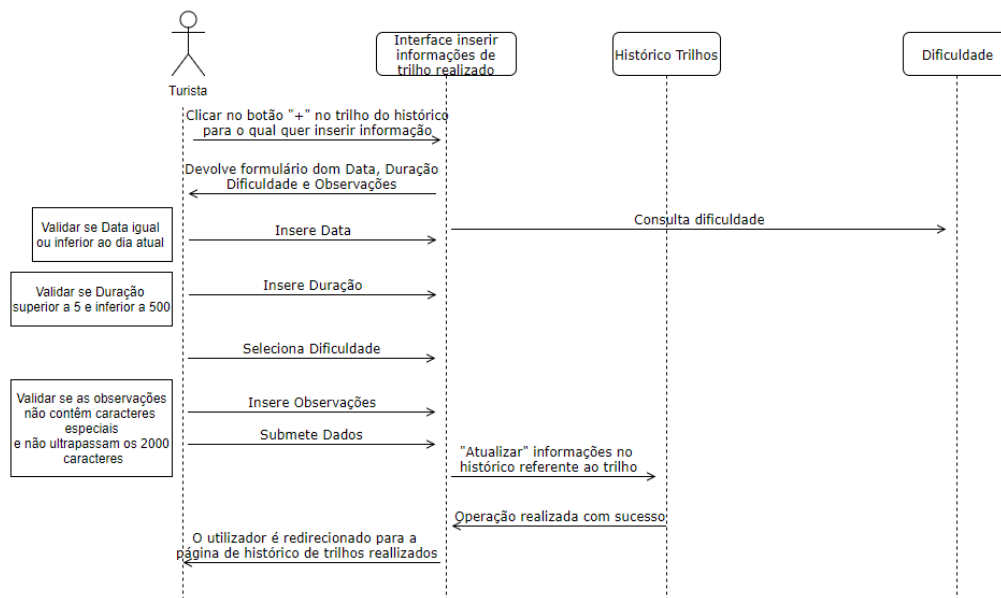 Interface inserir
informações de
trilho realizado
Histórico Trilhos
Dificuldade
Turista
Clicar no botão "+" no trilho do histórico
para o qual quer inserir informação
Devolve formulário dom Data, Duração
Dificuldade e Observações
Validar se Data igual
ou inferior ao dia atual
Insere Data
Consulta dificuldade
Validar se Duração
superior a 5 e inferior a 500
Insere Duração
Seleciona Dificuldade
Validar se as observações
não contêm caracteres
especiais
e não ultrapassam os 2000
caracteres
Insere Observações
Submete Dados
"Atualizar" informações no
histórico referente ao trilho
Operação realizada com sucesso
O utilizador é redirecionado para a
página de histórico de trilhos reallizados